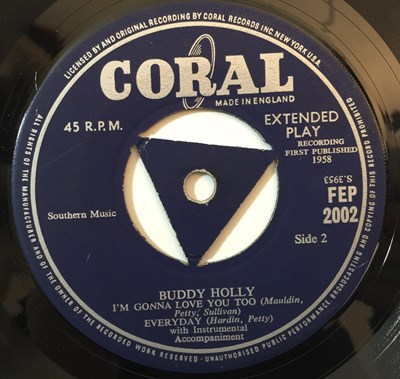 LICENSED AND AUTHORISED BY CORAL RECORDS INC. NEW YORK. USA
CORAL
MADE IN ENGLAND
45 R.P.M.
EXTENDED
PLAY
RECORDING
FIRST PUBLISHED
1958
S.3953
FEP
2002
Southern Music
Side 2
BUDDY HOLLY
I'M GONNA LOVE YOU TOO (Mauldin,
Petty, Sullivan)
EVERYDAY (Hardin, Petty)
with Instrumental
Accompaniment
ALL RIGHTS OF THE MANUFACTURER AND OF THE OWNER OF THE RECORDED WORK RESERVED - UNAUTHORISED PUBLIC PERFORMANCE BROADCASTING AND COPYING OF THIS RECORD PROHIBITED